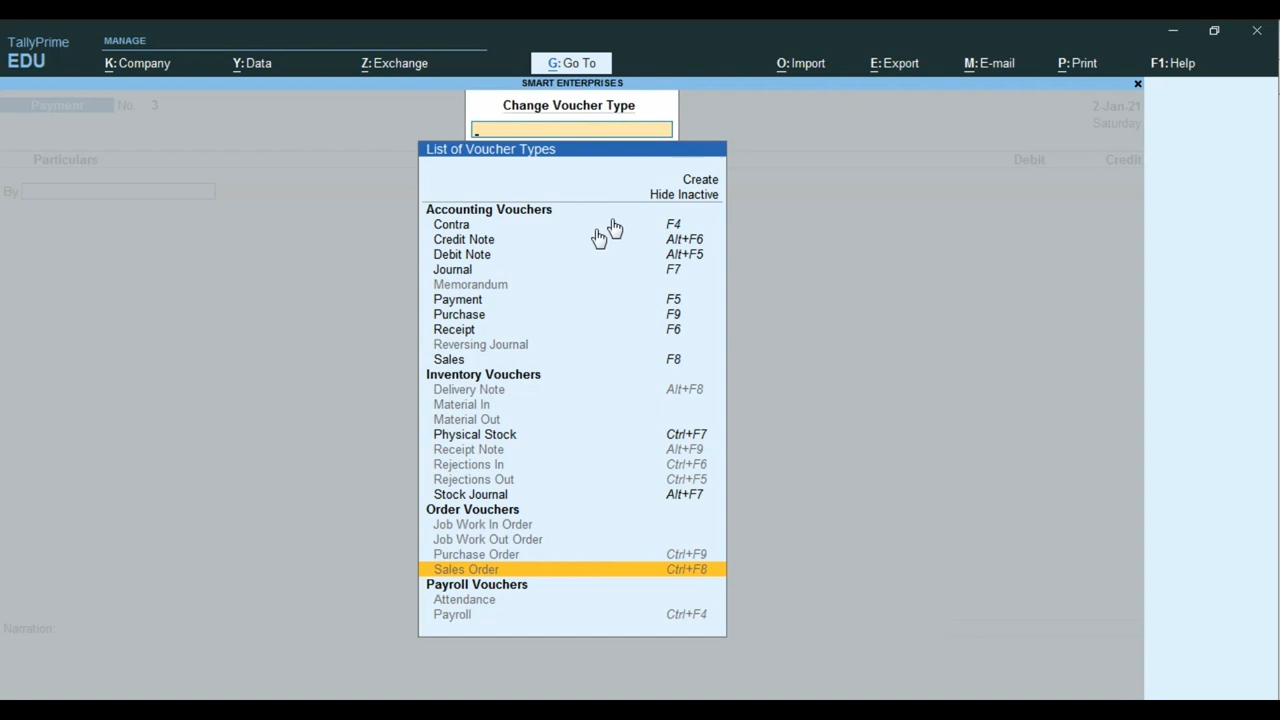 TallyPrime
EDU
MANAGE
K: Company Y: Data Z: Exchange G: Go To O: Import E: Export M: E-mail P: Print F1: Help
SMART ENTERPRISES
Payment No. 3
Change Voucher Type
2-Jan-21
Saturday
List of Voucher Types
Particulars Debit Credit
Create
By
Hide Inactive
Accounting Vouchers
Contra F4
Credit Note Alt+F6
Debit Note Alt+F5
Journal F7
Memorandum
Payment F5
Purchase F9
Receipt F6
Reversing Journal
Sales F8
Inventory Vouchers
Delivery Note Alt+F8
Material In
Material Out
Physical Stock Ctrl+F7
Receipt Note Alt+F9
Rejections In Ctrl+F6
Rejections Out Ctrl+F5
Stock Journal Alt+F7
Order Vouchers
Job Work In Order
Job Work Out Order
Purchase Order Ctrl+F9
Sales Order Ctrl+F8
Payroll Vouchers
Attendance
Payroll Ctrl+F4
Narration: